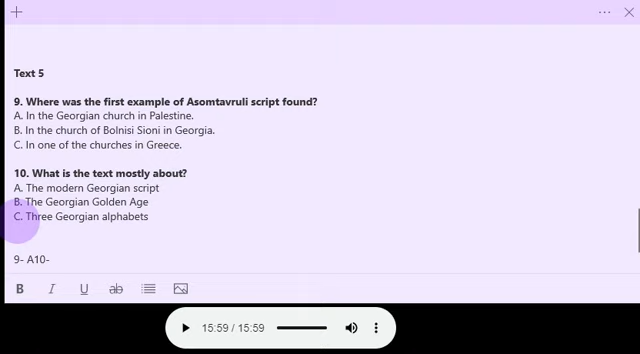 Text 5
9. Where was the first example of Asomtavruli script found?
A. In the Georgian church in Palestine.
B. In the church of Bolnisi Sioni in Georgia.
C. In one of the churches in Greece.
10. What is the text mostly about?
A. The modern Georgian script
B. The Georgian Golden Age
C. Three Georgian alphabets
9- A10-
B I U ab
15:59 / 15:59